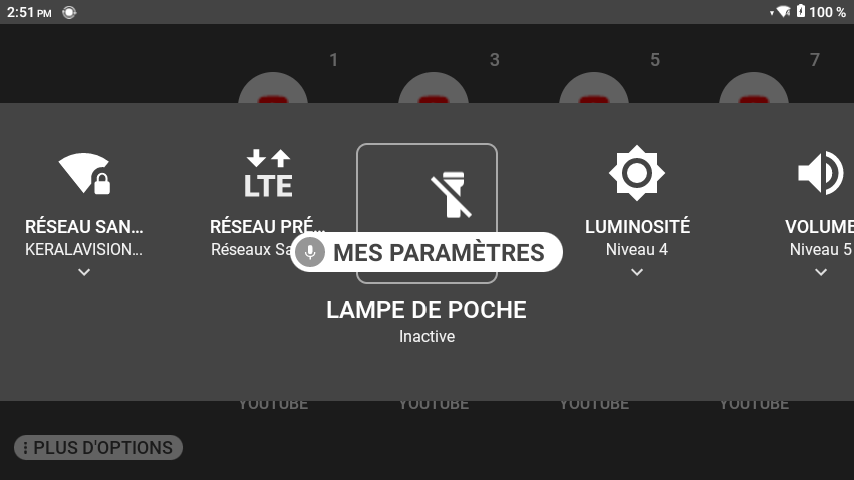 2:51 PM
100 %
1
3
5
7
LTE
RÉSEAU SAN...
RÉSEAU PRÉ...
LUMINOSITÉ
VOLUME
KERALAVISION...
Réseaux Sa
Niveau 4
Niveau 5
MES PARAMÈTRES
LAMPE DE POCHE
Inactive
YOUTUBE
YOUTUBE
YOUTUBE
YOUTUBE
PLUS D'OPTIONS